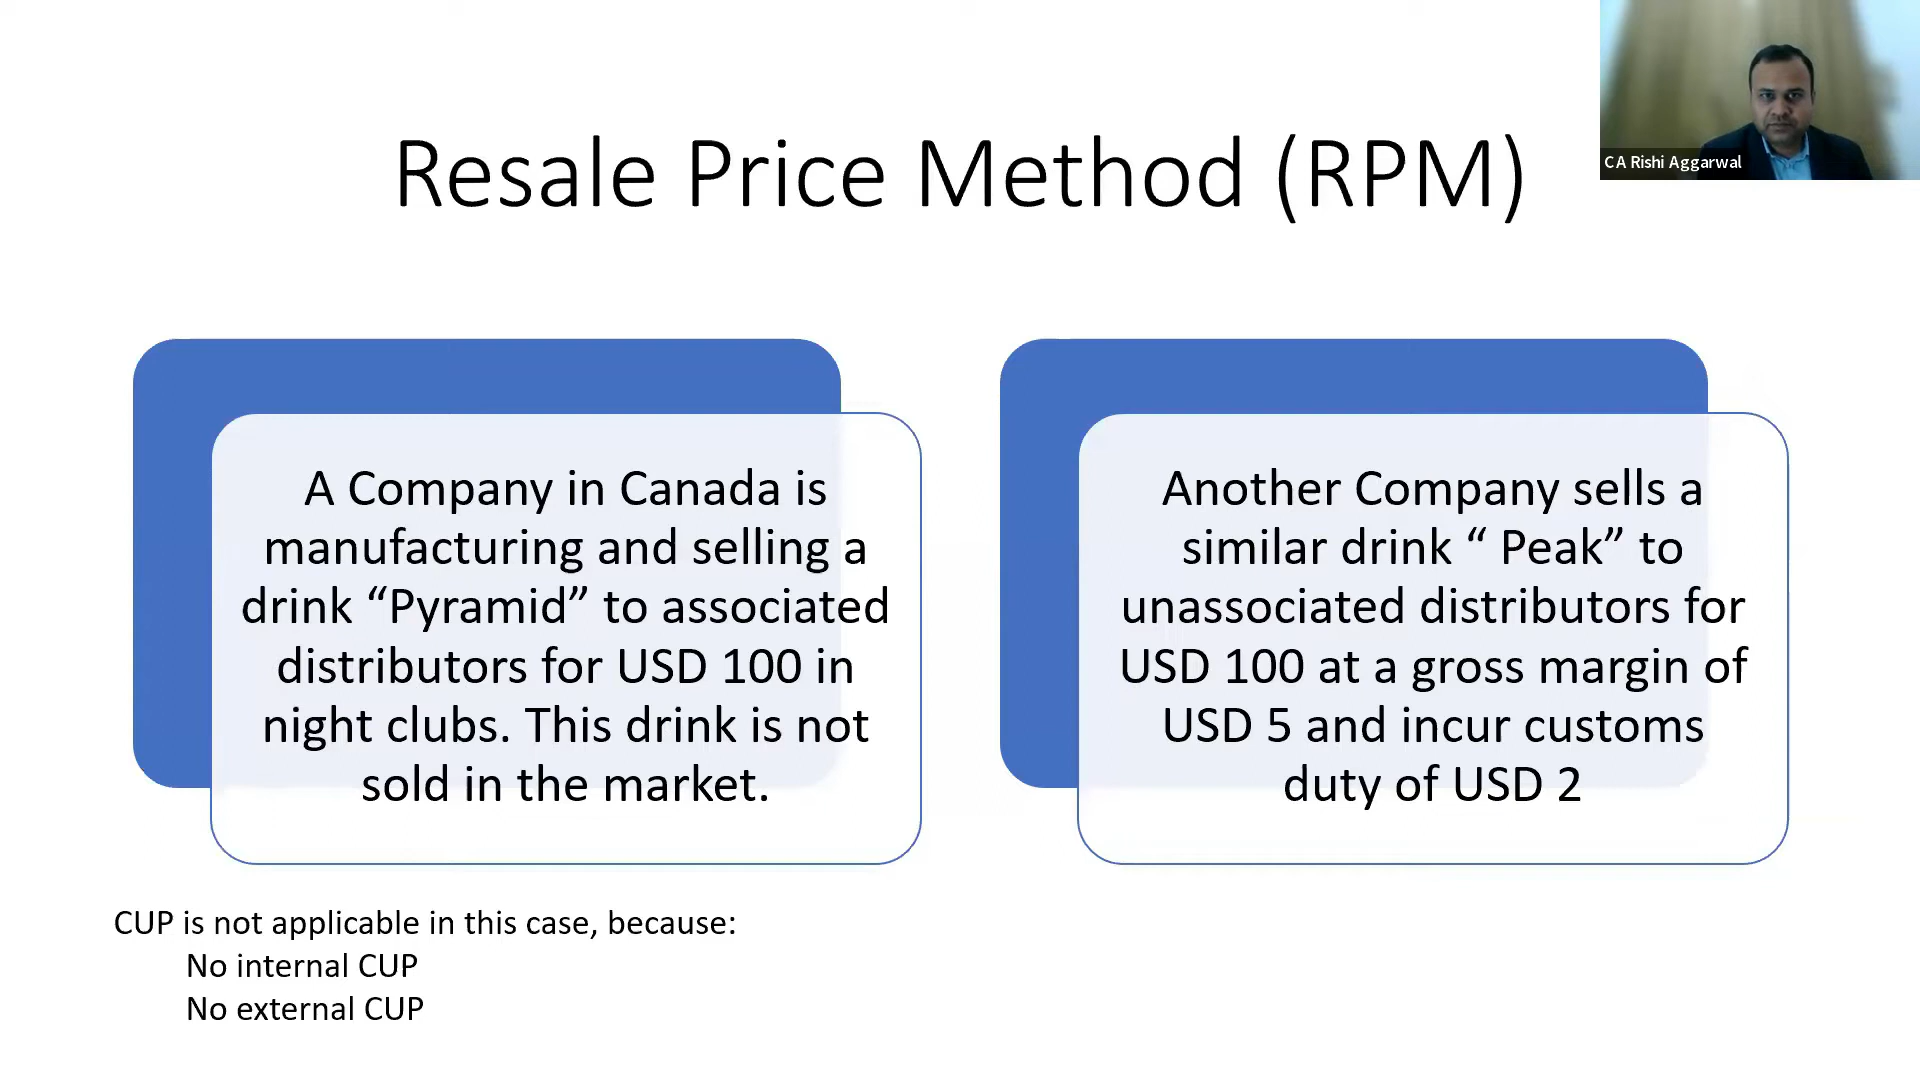 CA Rishi Aggarwal
Resale Price Method (RPM)
A Company in Canada is
manufacturing and selling a
drink “Pyramid” to associated
distributors for USD 100 in
night clubs. This drink is not
sold in the market.
Another Company sells a
similar drink “ Peak” to
unassociated distributors for
USD 100 at a gross margin of
USD 5 and incur customs
duty of USD 2
CUP is not applicable in this case, because:
No internal CUP
No external CUP